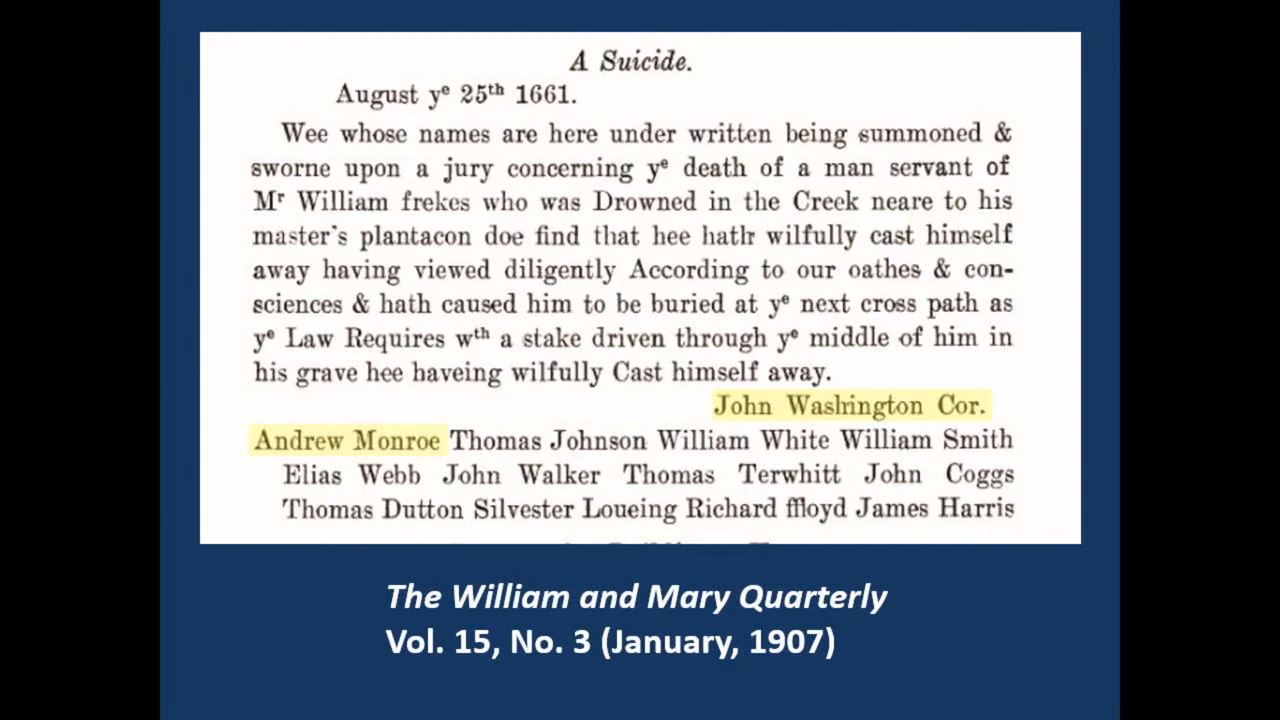 A Suicide.
August yᵉ 25ᵗʰ 1661.
Wee whose names are here under written being summoned &
sworne upon a jury concerning yᵉ death of a man servant of
Mʳ William frekes who was Drowned in the Creek neare to his
master's plantacon doe find that hee hath wilfully cast himself
away having viewed diligently According to our oathes & con-
sciences & hath caused him to be buried at yᵉ next cross path as
yᵉ Law Requires wᵗʰ a stake driven through yᵉ middle of him in
his grave hee haveing wilfully Cast himself away.
John Washington Cor.
Andrew Monroe Thomas Johnson William White William Smith
Elias Webb John Walker Thomas Terwhitt John Coggs
Thomas Dutton Silvester Loueing Richard ffloyd James Harris
The William and Mary Quarterly
Vol. 15, No. 3 (January, 1907)